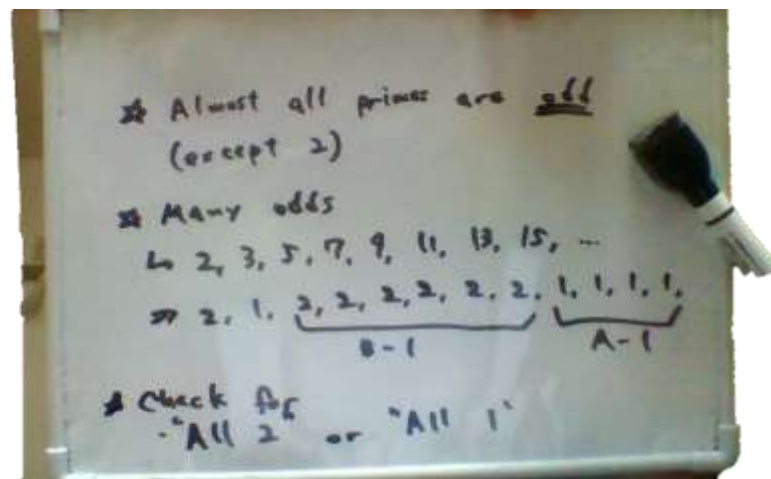 ☆ Almost all primes are odd
(except 2)
☆ Many odds
↳ 2, 3, 5, 7, 9, 11, 13, 15, ...
⇒ 2, 1, 2, 2, 2, 2, 2, 2, 1, 1, 1, 1,
B-1 A-1
☆ Check for
- "All 2" or "All 1"